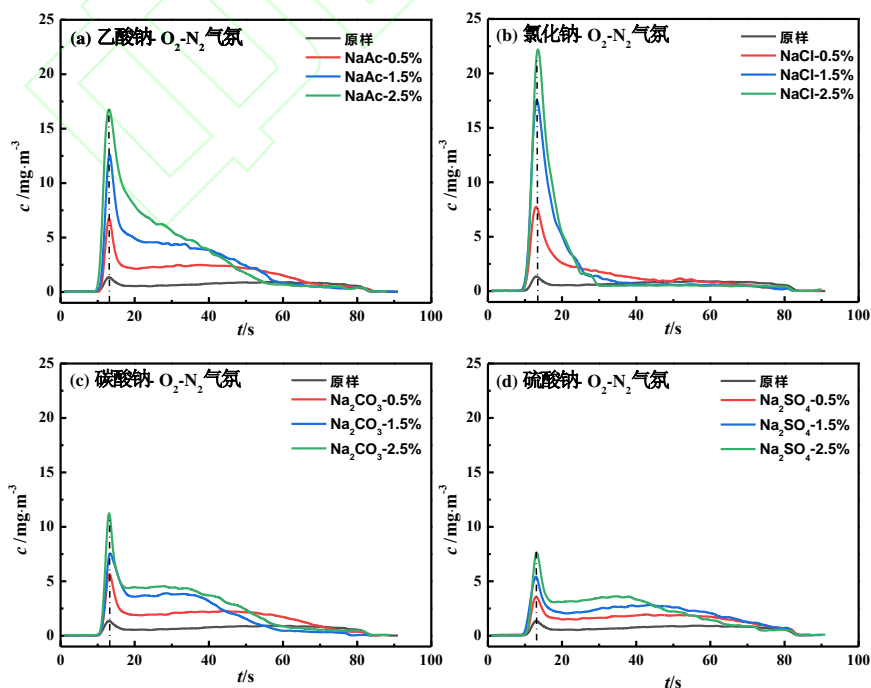 (a) 乙酸钠- O₂-N₂气氛
原样
NaAc-0.5%
NaAc-1.5%
NaAc-2.5%
25
20
15
10
5
0
c /mg·m⁻³
0 20 40 60 80 100
t/s
(b) 氯化钠- O₂-N₂气氛
原样
NaCl-0.5%
NaCl-1.5%
NaCl-2.5%
25
20
15
10
5
0
c /mg·m⁻³
0 20 40 60 80 100
t/s
(c) 碳酸钠- O₂-N₂气氛
原样
Na₂CO₃-0.5%
Na₂CO₃-1.5%
Na₂CO₃-2.5%
25
20
15
10
5
0
c /mg·m⁻³
0 20 40 60 80 100
t/s
(d) 硫酸钠- O₂-N₂气氛
原样
Na₂SO₄-0.5%
Na₂SO₄-1.5%
Na₂SO₄-2.5%
25
20
15
10
5
0
c /mg·m⁻³
0 20 40 60 80 100
t/s